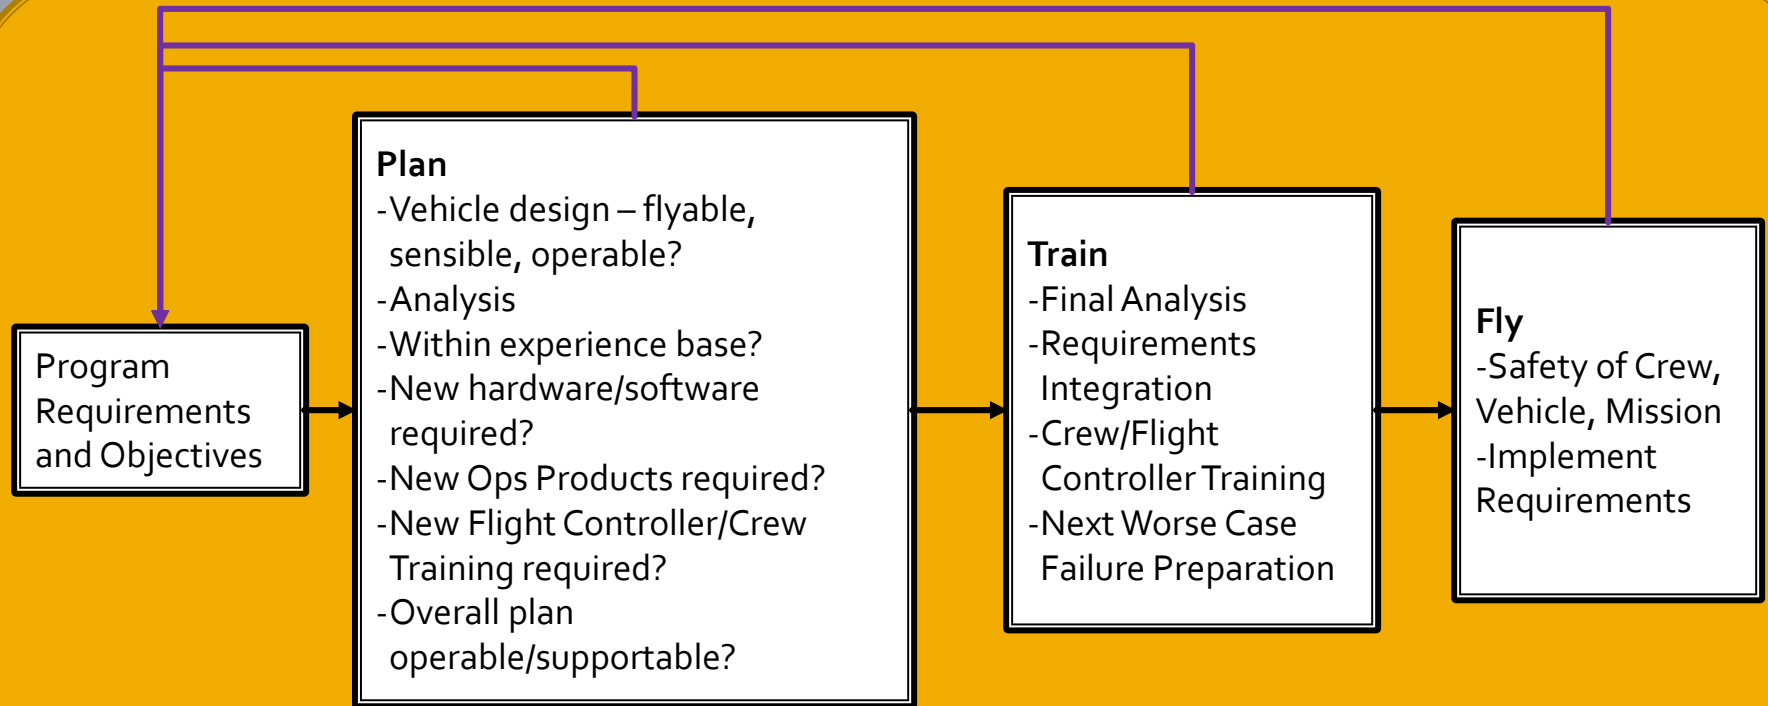 Program
Requirements
and Objectives
Plan
-Vehicle design – flyable,
sensible, operable?
-Analysis
-Within experience base?
-New hardware/software
required?
-New Ops Products required?
-New Flight Controller/Crew
Training required?
-Overall plan
operable/supportable?
Train
-Final Analysis
-Requirements
Integration
-Crew/Flight
Controller Training
-Next Worse Case
Failure Preparation
Fly
-Safety of Crew,
Vehicle, Mission
-Implement
Requirements